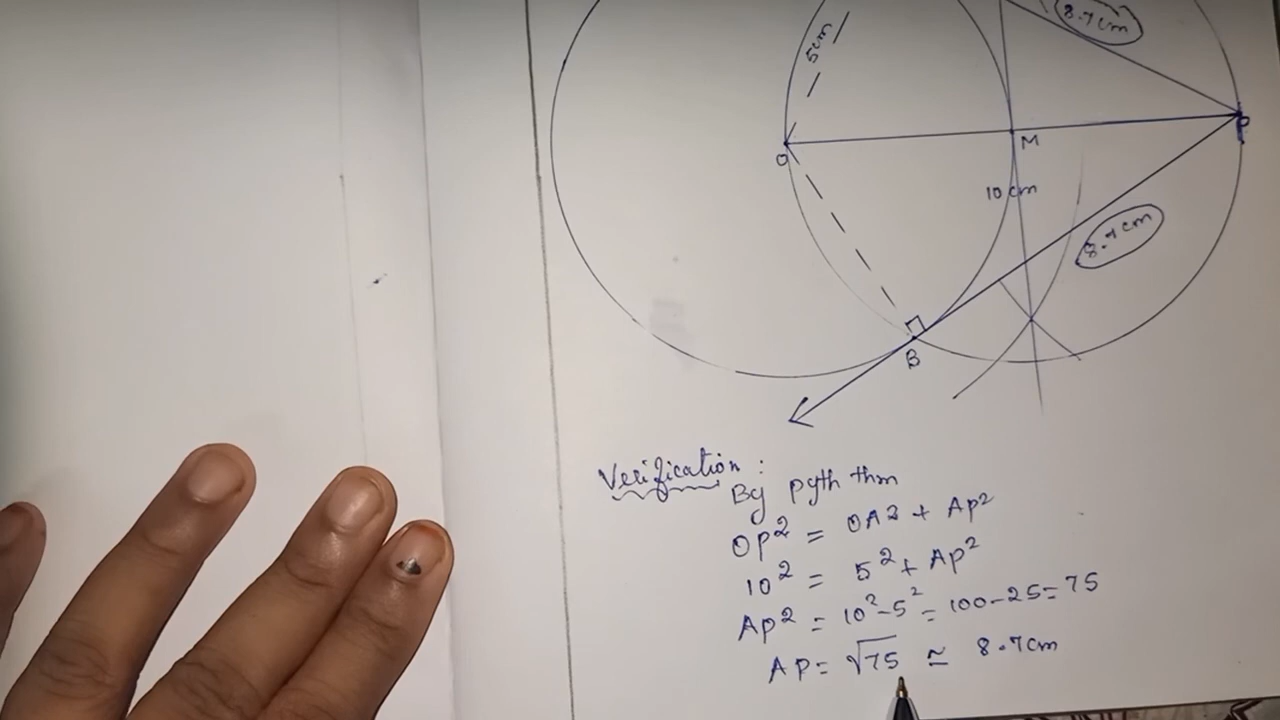 8.7cm
5cm
O
M
P
10cm
8.7cm
B
Verification :
By pyth thm
OP² = OA² + AP²
10² = 5² + AP²
AP² = 10² - 5² = 100 - 25 = 75
AP = √75 ≃ 8.7cm